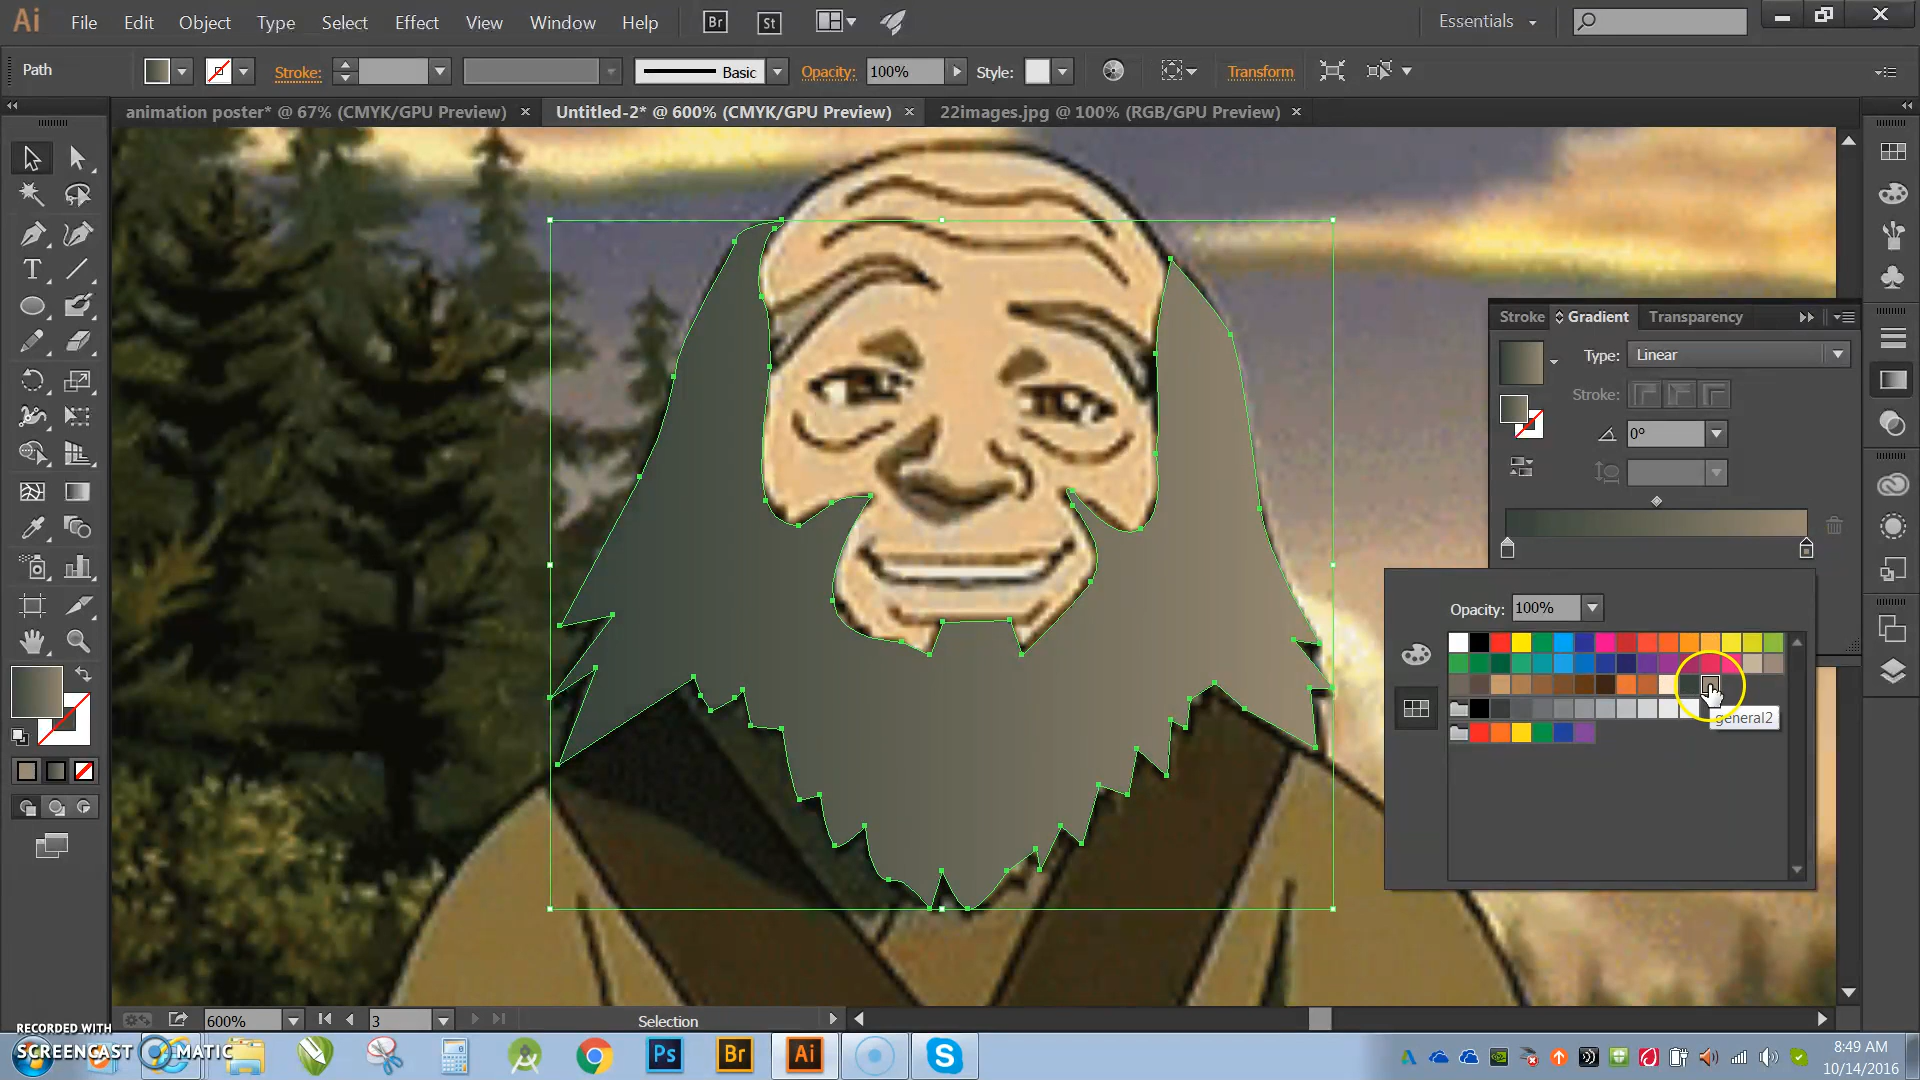 Ai File Edit Object Type Select Effect View Window Help Br St Essentials
Path Stroke: Basic Opacity: 100% Style: Transform
animation poster* @ 67% (CMYK/GPU Preview) × Untitled-2* @ 600% (CMYK/GPU Preview) × 22images.jpg @ 100% (RGB/GPU Preview) ×
Stroke Gradient Transparency
Type: Linear
Stroke:
0°
Opacity: 100%
general2
600% 3 Selection
RECORDED WITH
SCREENCAST MATIC
Ps Br Ai
8:49 AM
10/14/2016